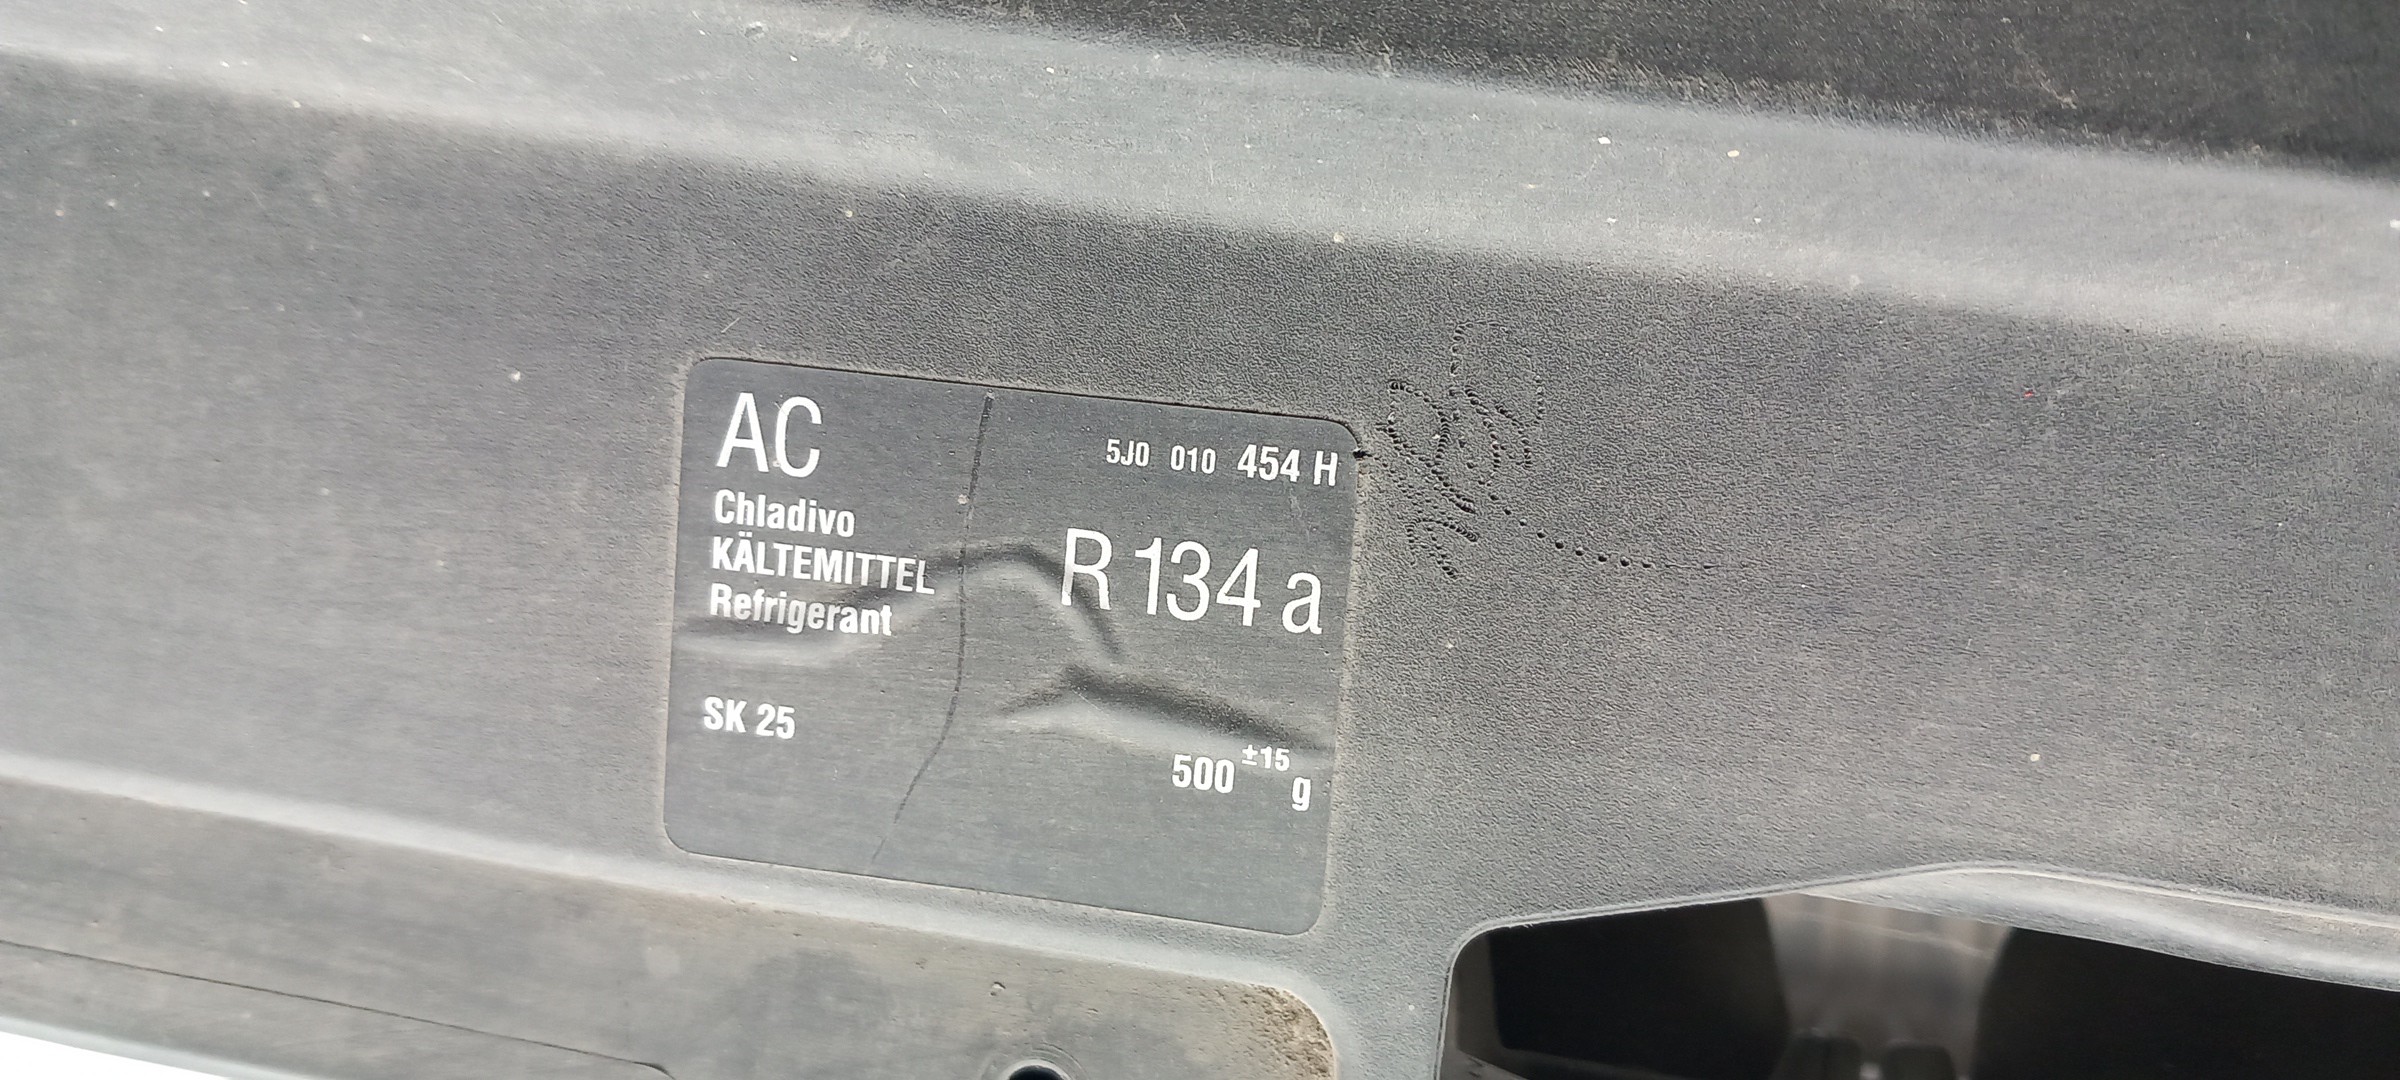 AC
5J0 010 454 H
Chladivo
KÄLTEMITTEL
Refrigerant
R 134 a
SK 25
500 ±15 g